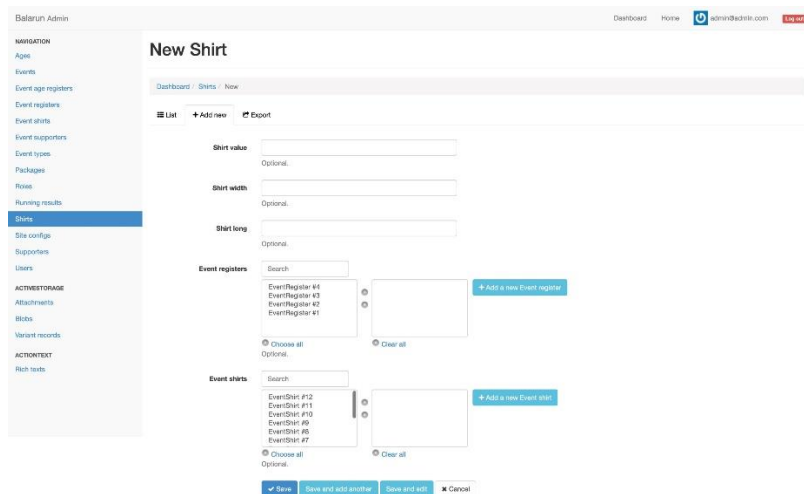 Balarun Admin
Dashboard Home admin@admin.com Log out
NAVIGATION
Ages
Events
Event age registers
Event registers
Event shirts
Event supporters
Event types
Packages
Roles
Running results
Shirts
Site configs
Supporters
Users
ACTIVESTORAGE
Attachments
Blobs
Variant records
ACTIONTEXT
Rich texts
New Shirt
Dashboard / Shirts / New
List + Add new Export
Shirt value
Optional.
Shirt width
Optional.
Shirt long
Optional.
Event registers
Search
EventRegister #4
EventRegister #3
EventRegister #2
EventRegister #1
+ Add a new Event register
Choose all Clear all
Optional.
Event shirts
Search
EventShirt #12
EventShirt #11
EventShirt #10
EventShirt #9
EventShirt #8
EventShirt #7
+ Add a new Event shirt
Choose all Clear all
Optional.
Save Save and add another Save and edit Cancel